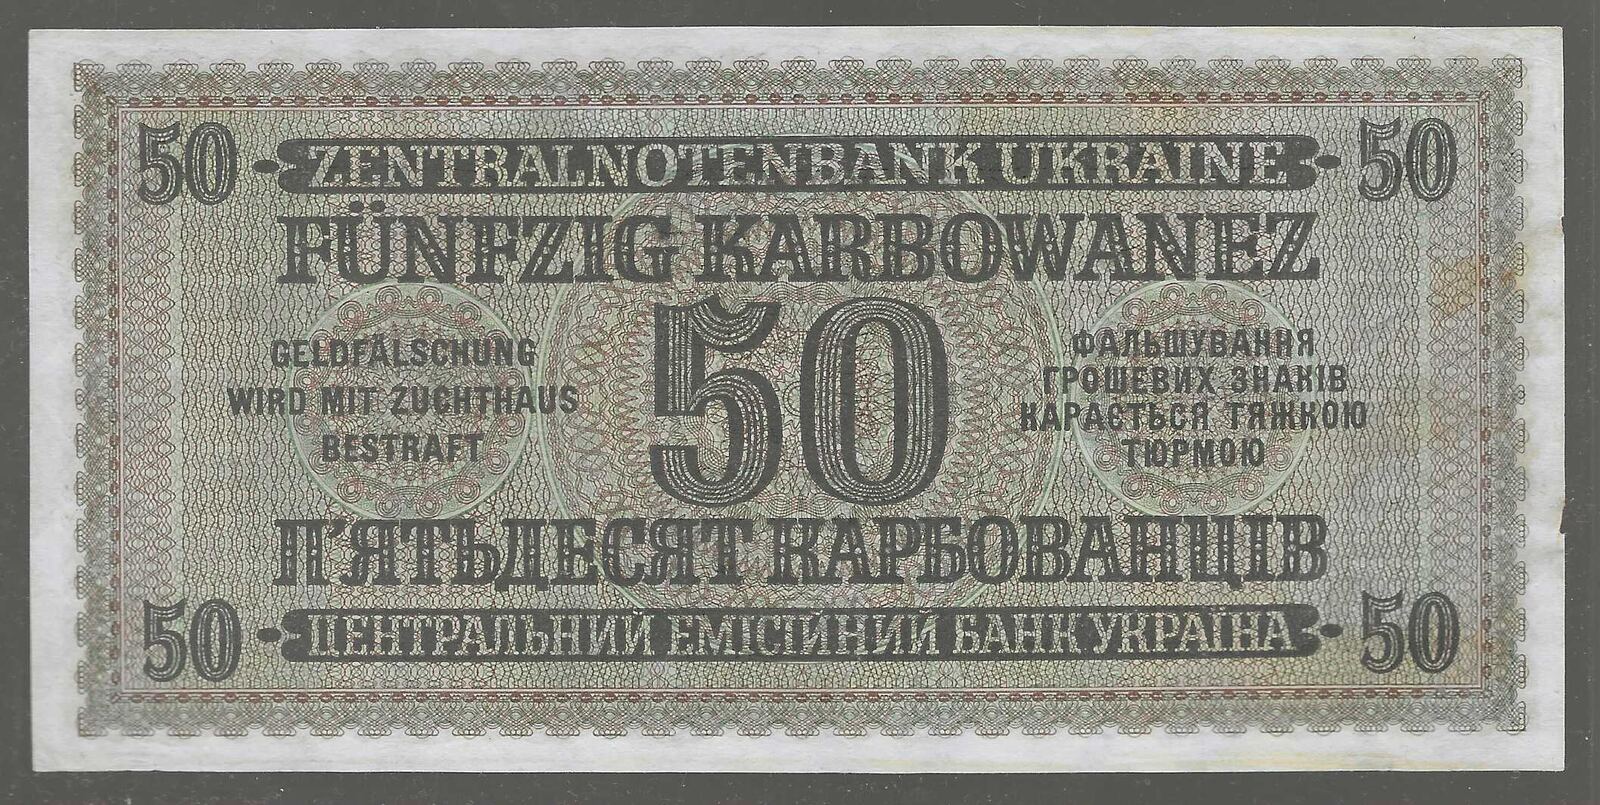 50 ZENTRALNOTENBANK UKRAINE 50
FÜNFZIG KARBOWANEZ
GELDFÄLSCHUNG
WIRD MIT ZUCHTHAUS
BESTRAFT
50
ФАЛЬШУВАННЯ
ГРОШЕВИХ ЗНАКІВ
КАРАЄТЬСЯ ТЯЖКОЮ
ТЮРМОЮ
П'ЯТЬДЕСЯТ КАРБОВАНЦІВ
50 ЦЕНТРАЛЬНИЙ ЕМІСІЙНИЙ БАНК УКРАЇНА 50